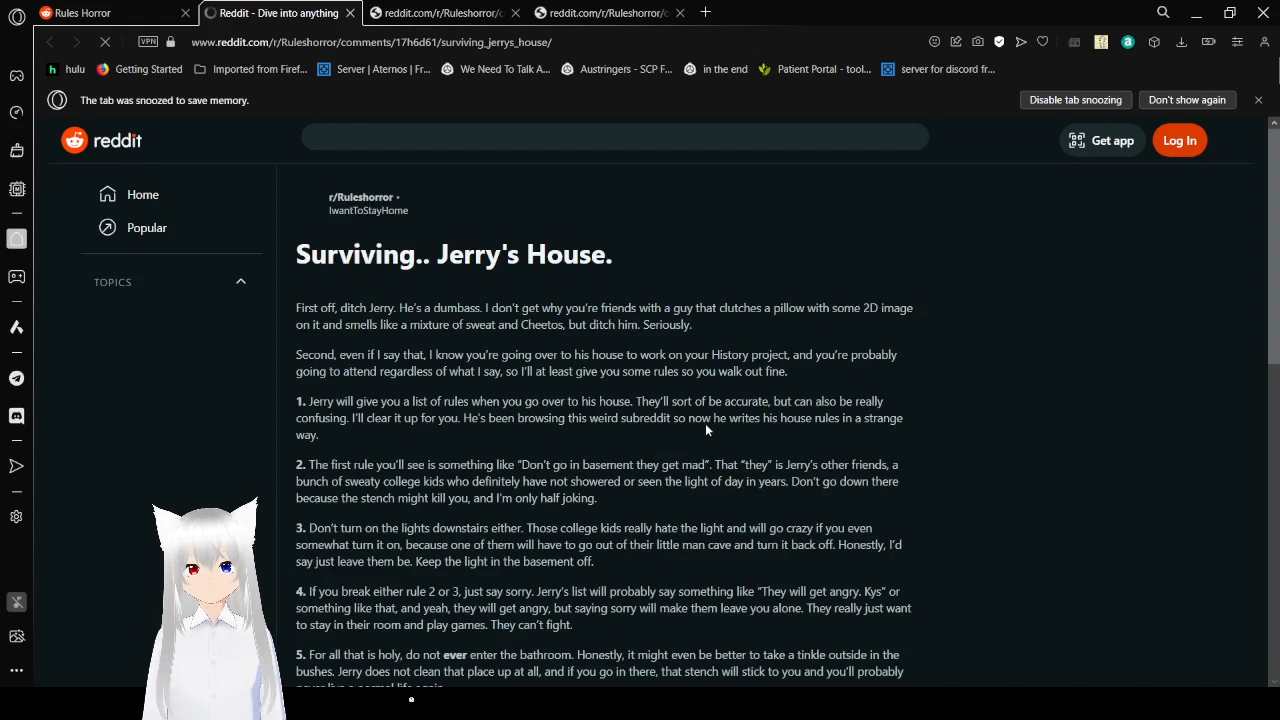 Rules Horror
Reddit - Dive into anything
reddit.com/r/Ruleshorror/c
reddit.com/r/Ruleshorror/c
VPN
www.reddit.com/r/Ruleshorror/comments/17h6d61/surviving_jerrys_house/
hulu
Getting Started
Imported from Firef...
Server | Aternos | Fr...
We Need To Talk A...
Austringers - SCP F...
in the end
Patient Portal - tool...
server for discord fr...
The tab was snoozed to save memory.
Disable tab snoozing
Don't show again
reddit
Get app
Log In
Home
Popular
TOPICS
r/Ruleshorror •
IwantToStayHome
Surviving.. Jerry's House.
First off, ditch Jerry. He's a dumbass. I don't get why you're friends with a guy that clutches a pillow with some 2D image
on it and smells like a mixture of sweat and Cheetos, but ditch him. Seriously.
Second, even if I say that, I know you're going over to his house to work on your History project, and you're probably
going to attend regardless of what I say, so I'll at least give you some rules so you walk out fine.
1. Jerry will give you a list of rules when you go over to his house. They'll sort of be accurate, but can also be really
confusing. I'll clear it up for you. He's been browsing this weird subreddit so now he writes his house rules in a strange
way.
2. The first rule you'll see is something like "Don't go in basement they get mad". That "they" is Jerry's other friends, a
bunch of sweaty college kids who definitely have not showered or seen the light of day in years. Don't go down there
because the stench might kill you, and I'm only half joking.
3. Don't turn on the lights downstairs either. Those college kids really hate the light and will go crazy if you even
somewhat turn it on, because one of them will have to go out of their little man cave and turn it back off. Honestly, I'd
say just leave them be. Keep the light in the basement off.
4. If you break either rule 2 or 3, just say sorry. Jerry's list will probably say something like "They will get angry. Kys" or
something like that, and yeah, they will get angry, but saying sorry will make them leave you alone. They really just want
to stay in their room and play games. They can't fight.
5. For all that is holy, do not ever enter the bathroom. Honestly, it might even be better to take a tinkle outside in the
bushes. Jerry does not clean that place up at all, and if you go in there, that stench will stick to you and you'll probably
never live a normal life again.